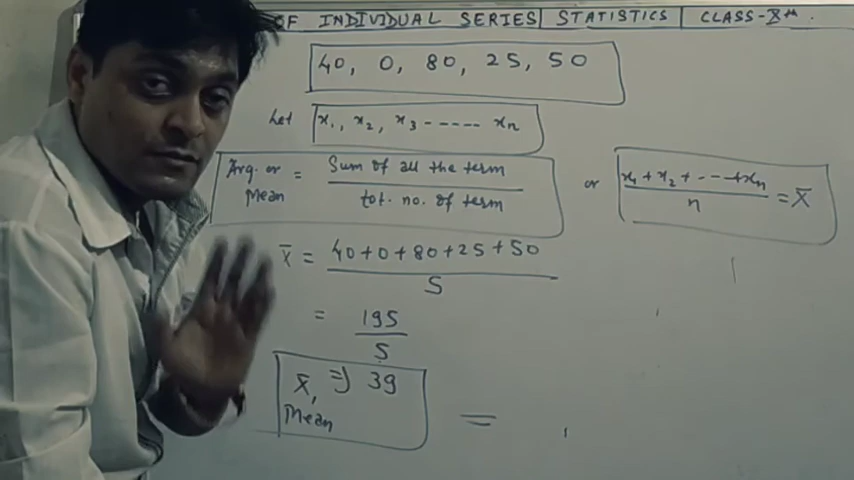 OF INDIVIDUAL SERIES | STATISTICS | CLASS-Xth.
40, 0, 80, 25, 50
Let x₁, x₂, x₃ ------ xn
Avg. or Mean = Sum of all the term / tot. no. of term or x₁ + x₂ + -- -- + xn / n = X̄
X̄ = 40+0+80+25+50 / 5
= 195 / 5
X̄, => 39
Mean
=